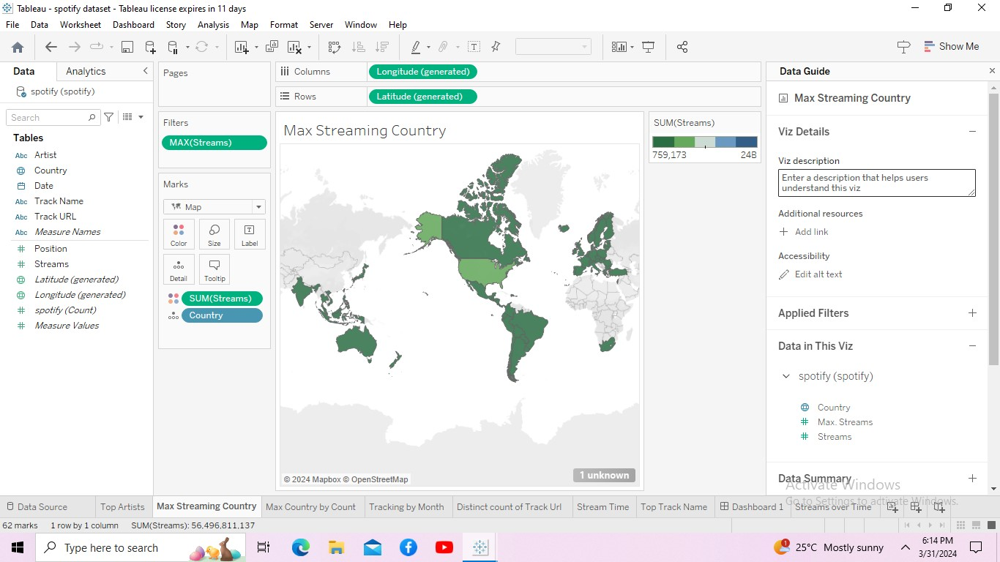 Tableau - spotify dataset - Tableau license expires in 11 days
File Data Worksheet Dashboard Story Analysis Map Format Server Window Help
Show Me
Data Analytics
spotify (spotify)
Search
Tables
Abc Artist
Country
Date
Abc Track Name
Abc Track URL
Abc Measure Names
Position
Streams
Latitude (generated)
Longitude (generated)
spotify (Count)
Measure Values
Pages
Filters
MAX(Streams)
Marks
Map
Color Size Label
Detail Tooltip
SUM(Streams)
Country
Columns Longitude (generated)
Rows Latitude (generated)
Max Streaming Country
© 2024 Mapbox © OpenStreetMap
1 unknown
SUM(Streams)
759,173 24B
Data Guide
Max Streaming Country
Viz Details
Viz description
Enter a description that helps users
understand this viz
Additional resources
Add link
Accessibility
Edit alt text
Applied Filters
Data in This Viz
spotify (spotify)
Country
Max. Streams
Streams
Data Summary
Activate Windows
Go to Settings to activate Windows.
Data Source Top Artists Max Streaming Country Max Country by Count Tracking by Month Distinct count of Track Url Stream Time Top Track Name Dashboard 1 Streams over Time
62 marks 1 row by 1 column SUM(Streams): 56,496,811,137
Type here to search
1
25°C Mostly sunny
6:14 PM
3/31/2024